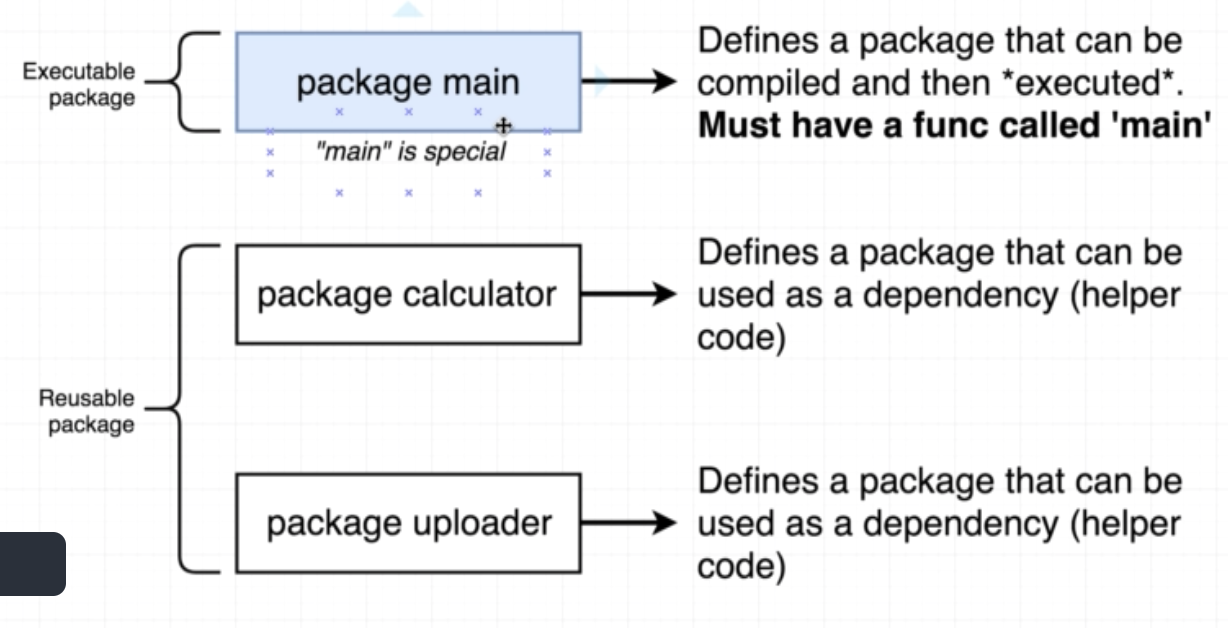 Executable
package
package main
"main" is special
Defines a package that can be
compiled and then *executed*.
Must have a func called 'main'
Reusable
package
package calculator
Defines a package that can be
used as a dependency (helper
code)
package uploader
Defines a package that can be
used as a dependency (helper
code)